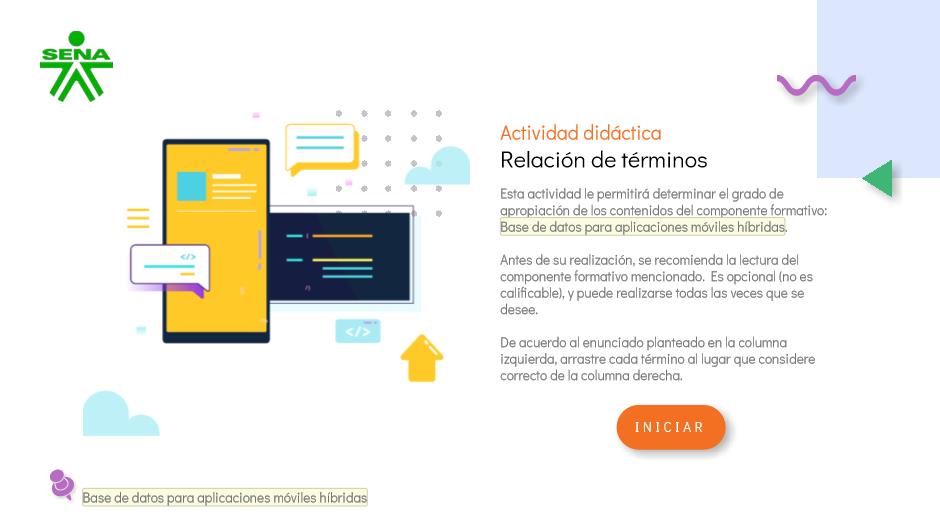 SENA
Actividad didáctica
Relación de términos
Esta actividad le permitirá determinar el grado de
apropiación de los contenidos del componente formativo:
Base de datos para aplicaciones móviles híbridas.
Antes de su realización, se recomienda la lectura del
componente formativo mencionado. Es opcional (no es
calificable), y puede realizarse todas las veces que se
desee.
De acuerdo al enunciado planteado en la columna
izquierda, arrastre cada término al lugar que considere
correcto de la columna derecha.
INICIAR
Base de datos para aplicaciones móviles híbridas